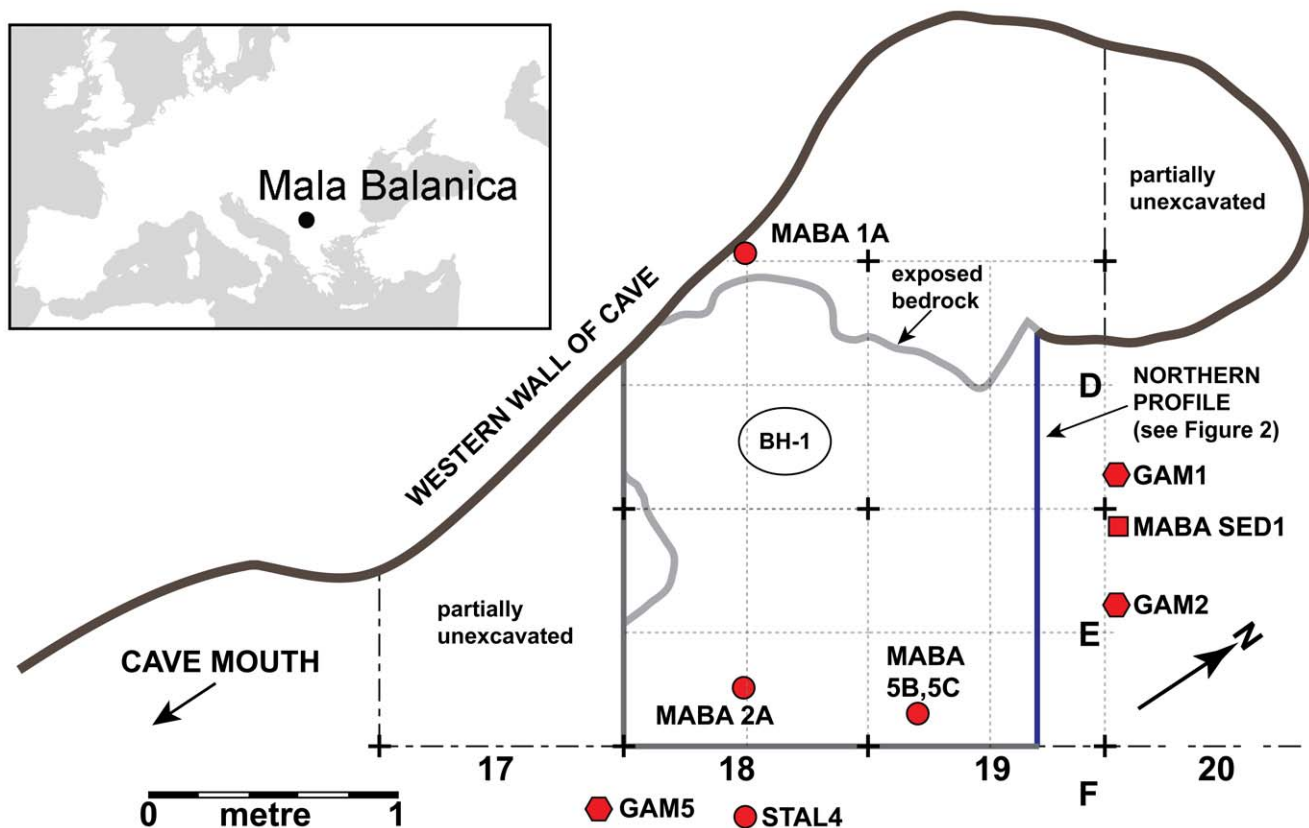 Mala Balanica
partially
unexcavated
MABA 1A
exposed
bedrock
WESTERN WALL OF CAVE
D
NORTHERN
PROFILE
(see Figure 2)
BH-1
GAM1
MABA SED1
GAM2
partially
unexcavated
E
N
CAVE MOUTH
MABA
5B,5C
MABA 2A
17
18
19
20
F
0
metre
1
GAM5
STAL4